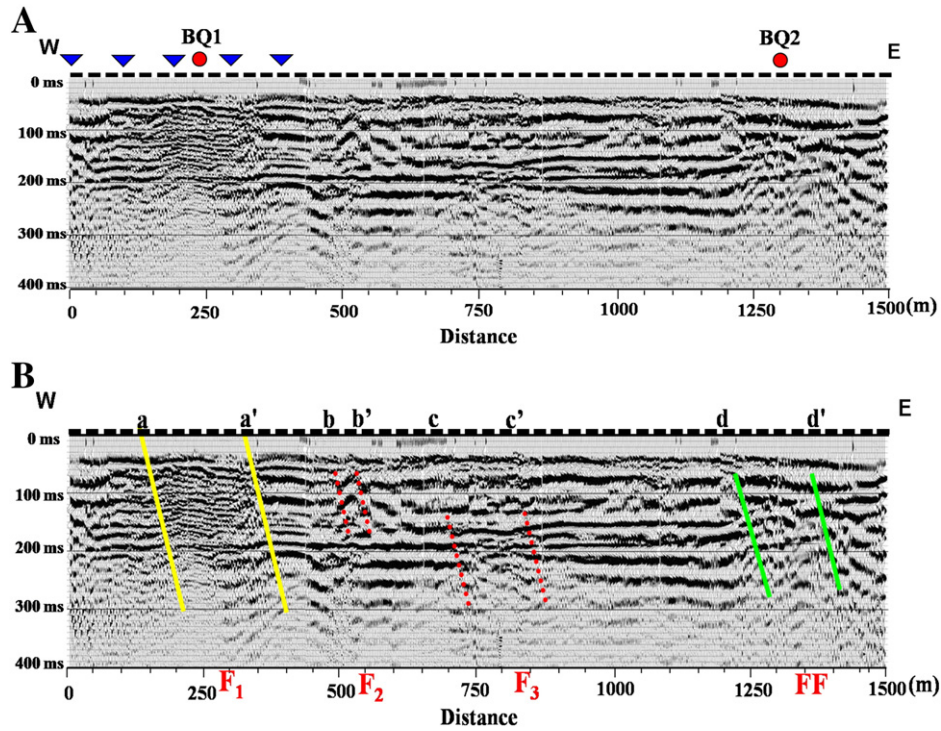 A
W BQ1 BQ2 E
0 ms
100 ms
200 ms
300 ms
400 ms
0 250 500 750 1000 1250 1500(m)
Distance
B
W E
a a' b b’ c c’ d d'
0 ms
100 ms
200 ms
300 ms
400 ms
0 250 F1 500 F2 750 F3 1000 1250 FF 1500(m)
Distance